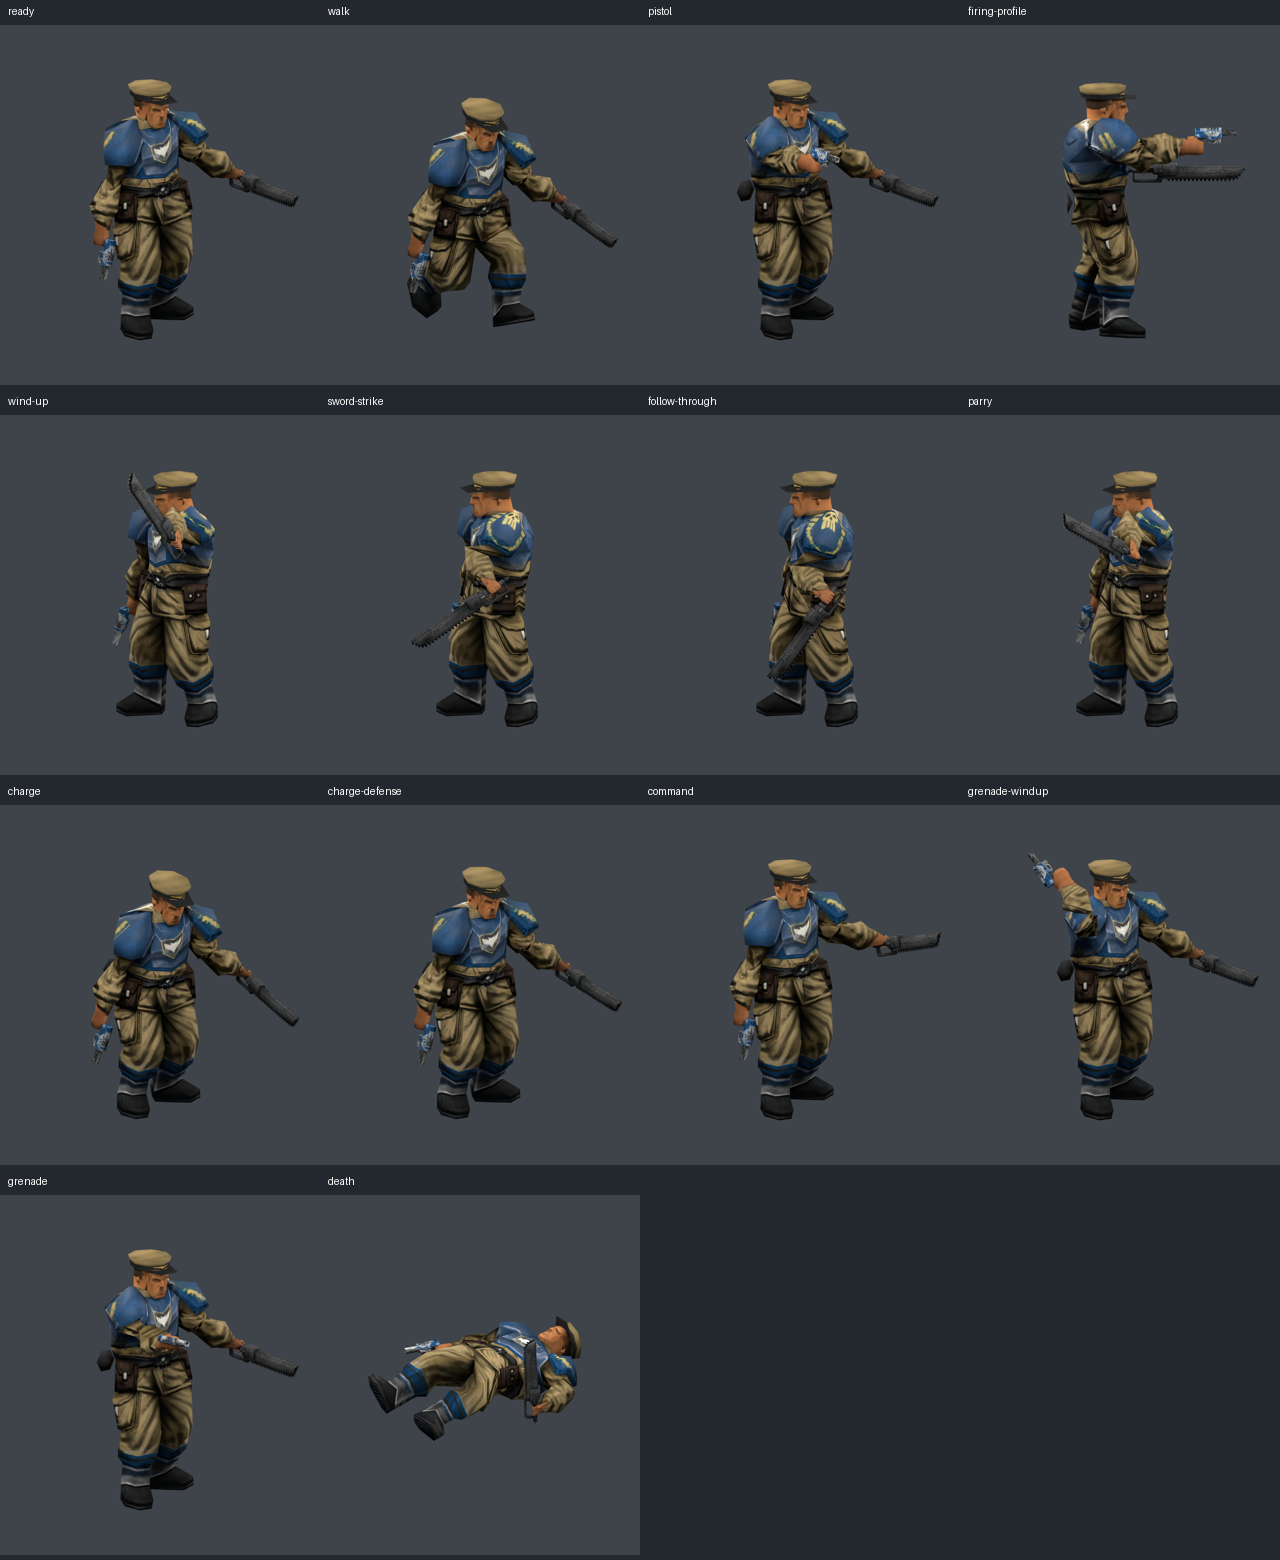 ready
walk
pistol
firing-profile
wind-up
sword-strike
follow-through
parry
charge
charge-defense
command
grenade-windup
grenade
death